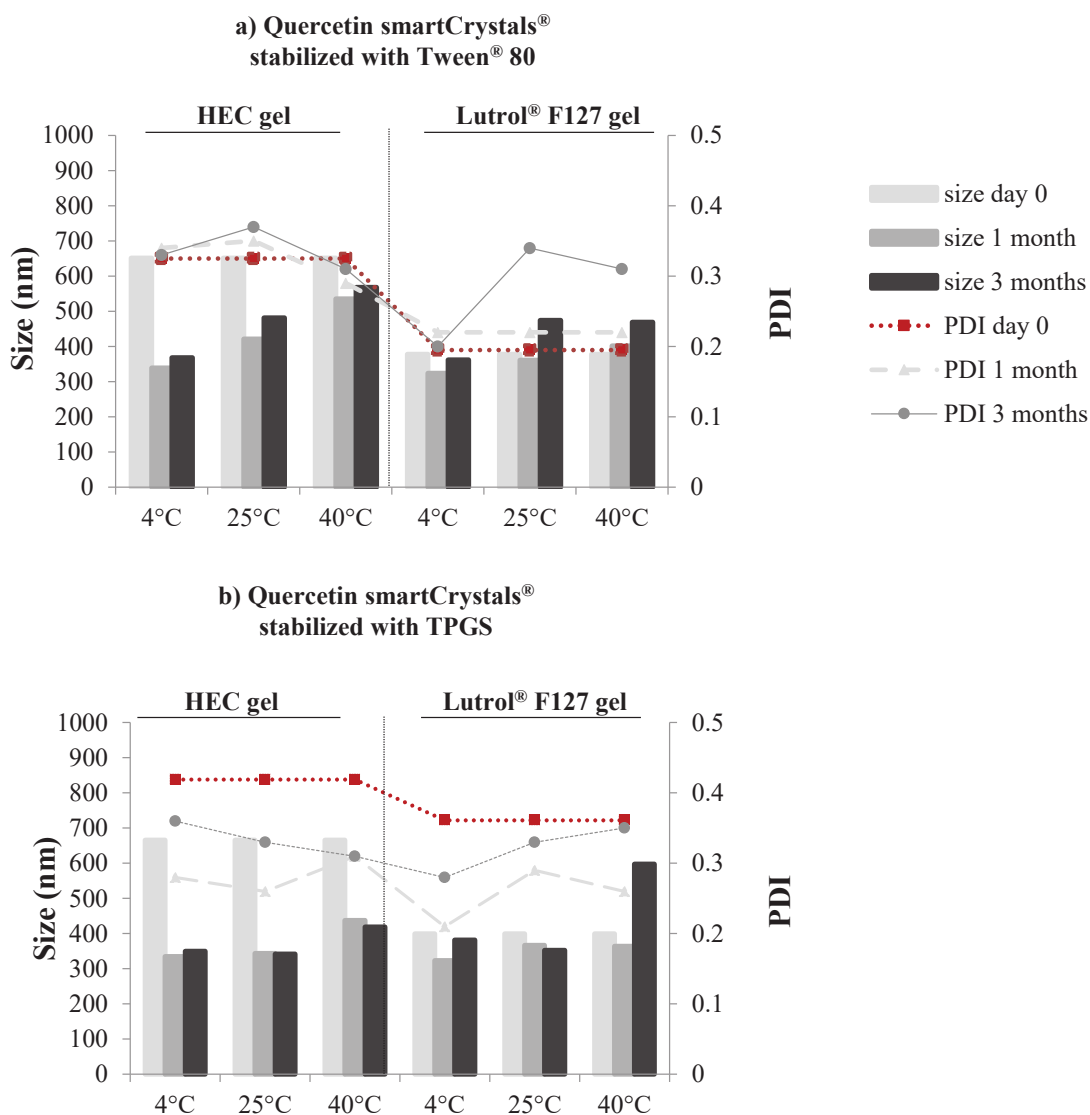 a) Quercetin smartCrystals®
stabilized with Tween® 80
HEC gel
Lutrol® F127 gel
Size (nm)
1000
900
800
700
600
500
400
300
200
100
0
0.5
0.4
0.3
0.2
0.1
0
PDI
4°C
25°C
40°C
4°C
25°C
40°C
size day 0
size 1 month
size 3 months
PDI day 0
PDI 1 month
PDI 3 months
b) Quercetin smartCrystals®
stabilized with TPGS
HEC gel
Lutrol® F127 gel
Size (nm)
1000
900
800
700
600
500
400
300
200
100
0
0.5
0.4
0.3
0.2
0.1
0
PDI
4°C
25°C
40°C
4°C
25°C
40°C